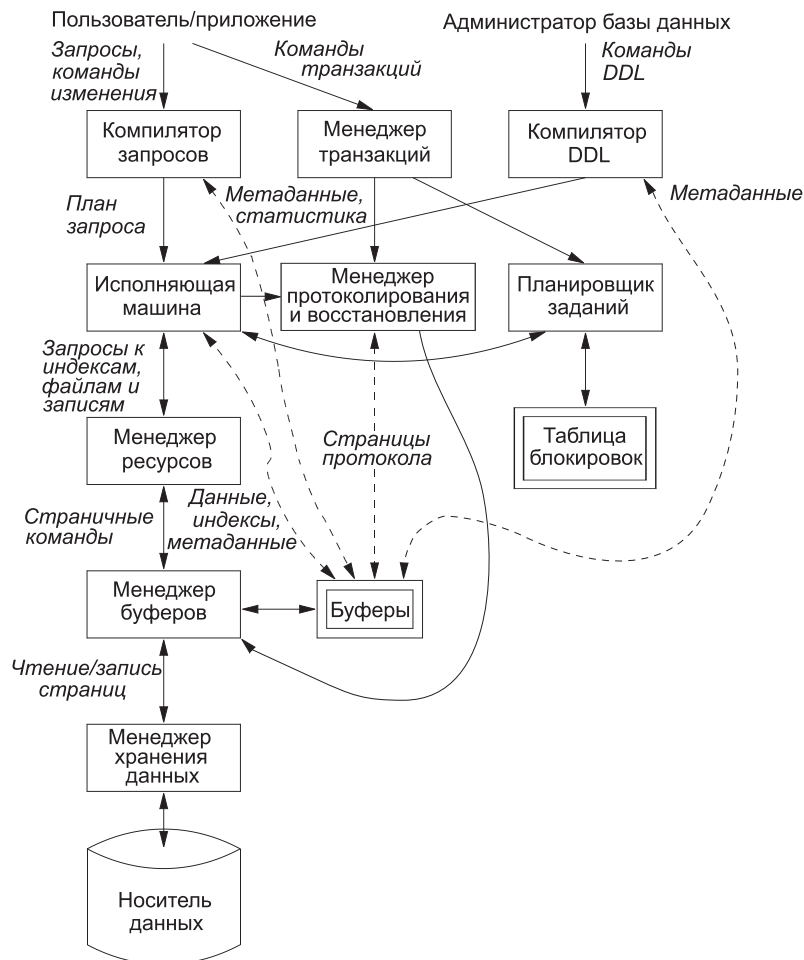 Пользователь/приложение
Администратор базы данных
Запросы,
команды
изменения
Команды
транзакций
Команды
DDL
Компилятор
запросов
Менеджер
транзакций
Компилятор
DDL
План
запроса
Метаданные,
статистика
Метаданные
Исполняющая
машина
Менеджер
протоколирования
и восстановления
Планировщик
заданий
Запросы к
индексам,
файлам и
записям
Менеджер
ресурсов
Страницы
протокола
Таблица
блокировок
Страничные
команды
Данные,
индексы,
метаданные
Менеджер
буферов
Буферы
Чтение/запись
страниц
Менеджер
хранения
данных
Носитель
данных